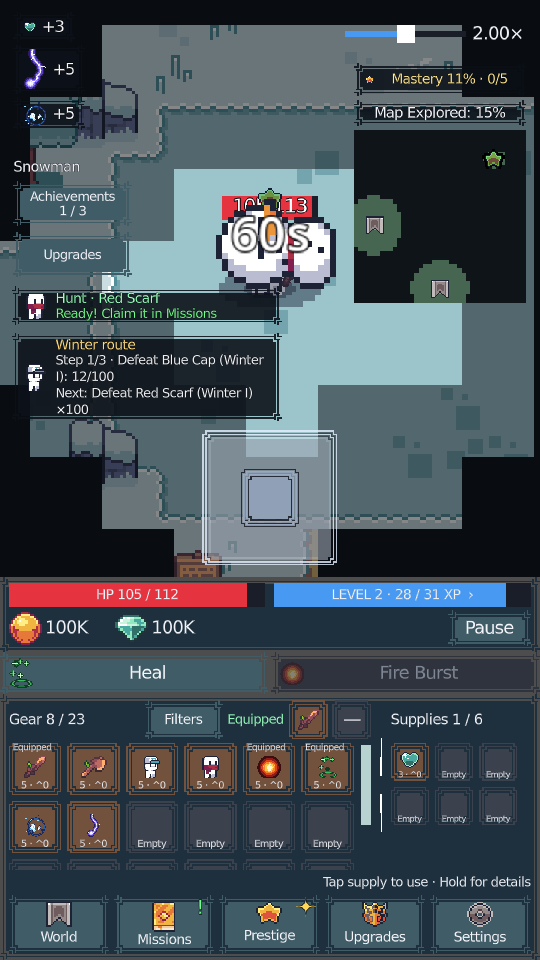 +3
+5
+5
2.00×
Mastery 11% · 0/5
Map Explored: 15%
Snowman
Achievements
1 / 3
Upgrades
60s
Hunt · Red Scarf
Ready! Claim it in Missions
Winter route
Step 1/3 · Defeat Blue Cap (Winter
I): 12/100
Next: Defeat Red Scarf (Winter I)
×100
HP 105 / 112
LEVEL 2 · 28 / 31 XP ›
100K
100K
Pause
Heal
Fire Burst
Gear 8 / 23
Filters
Equipped
—
Supplies 1 / 6
Equipped
5 · ^0
5 · ^0
5 · ^0
5 · ^0
Equipped
5 · ^0
Equipped
5 · ^0
3 · ^0
Empty
Empty
5 · ^0
5 · ^0
Empty
Empty
Empty
Empty
Empty
Empty
Empty
Tap supply to use · Hold for details
World
Missions
!
Prestige
Upgrades
Settings